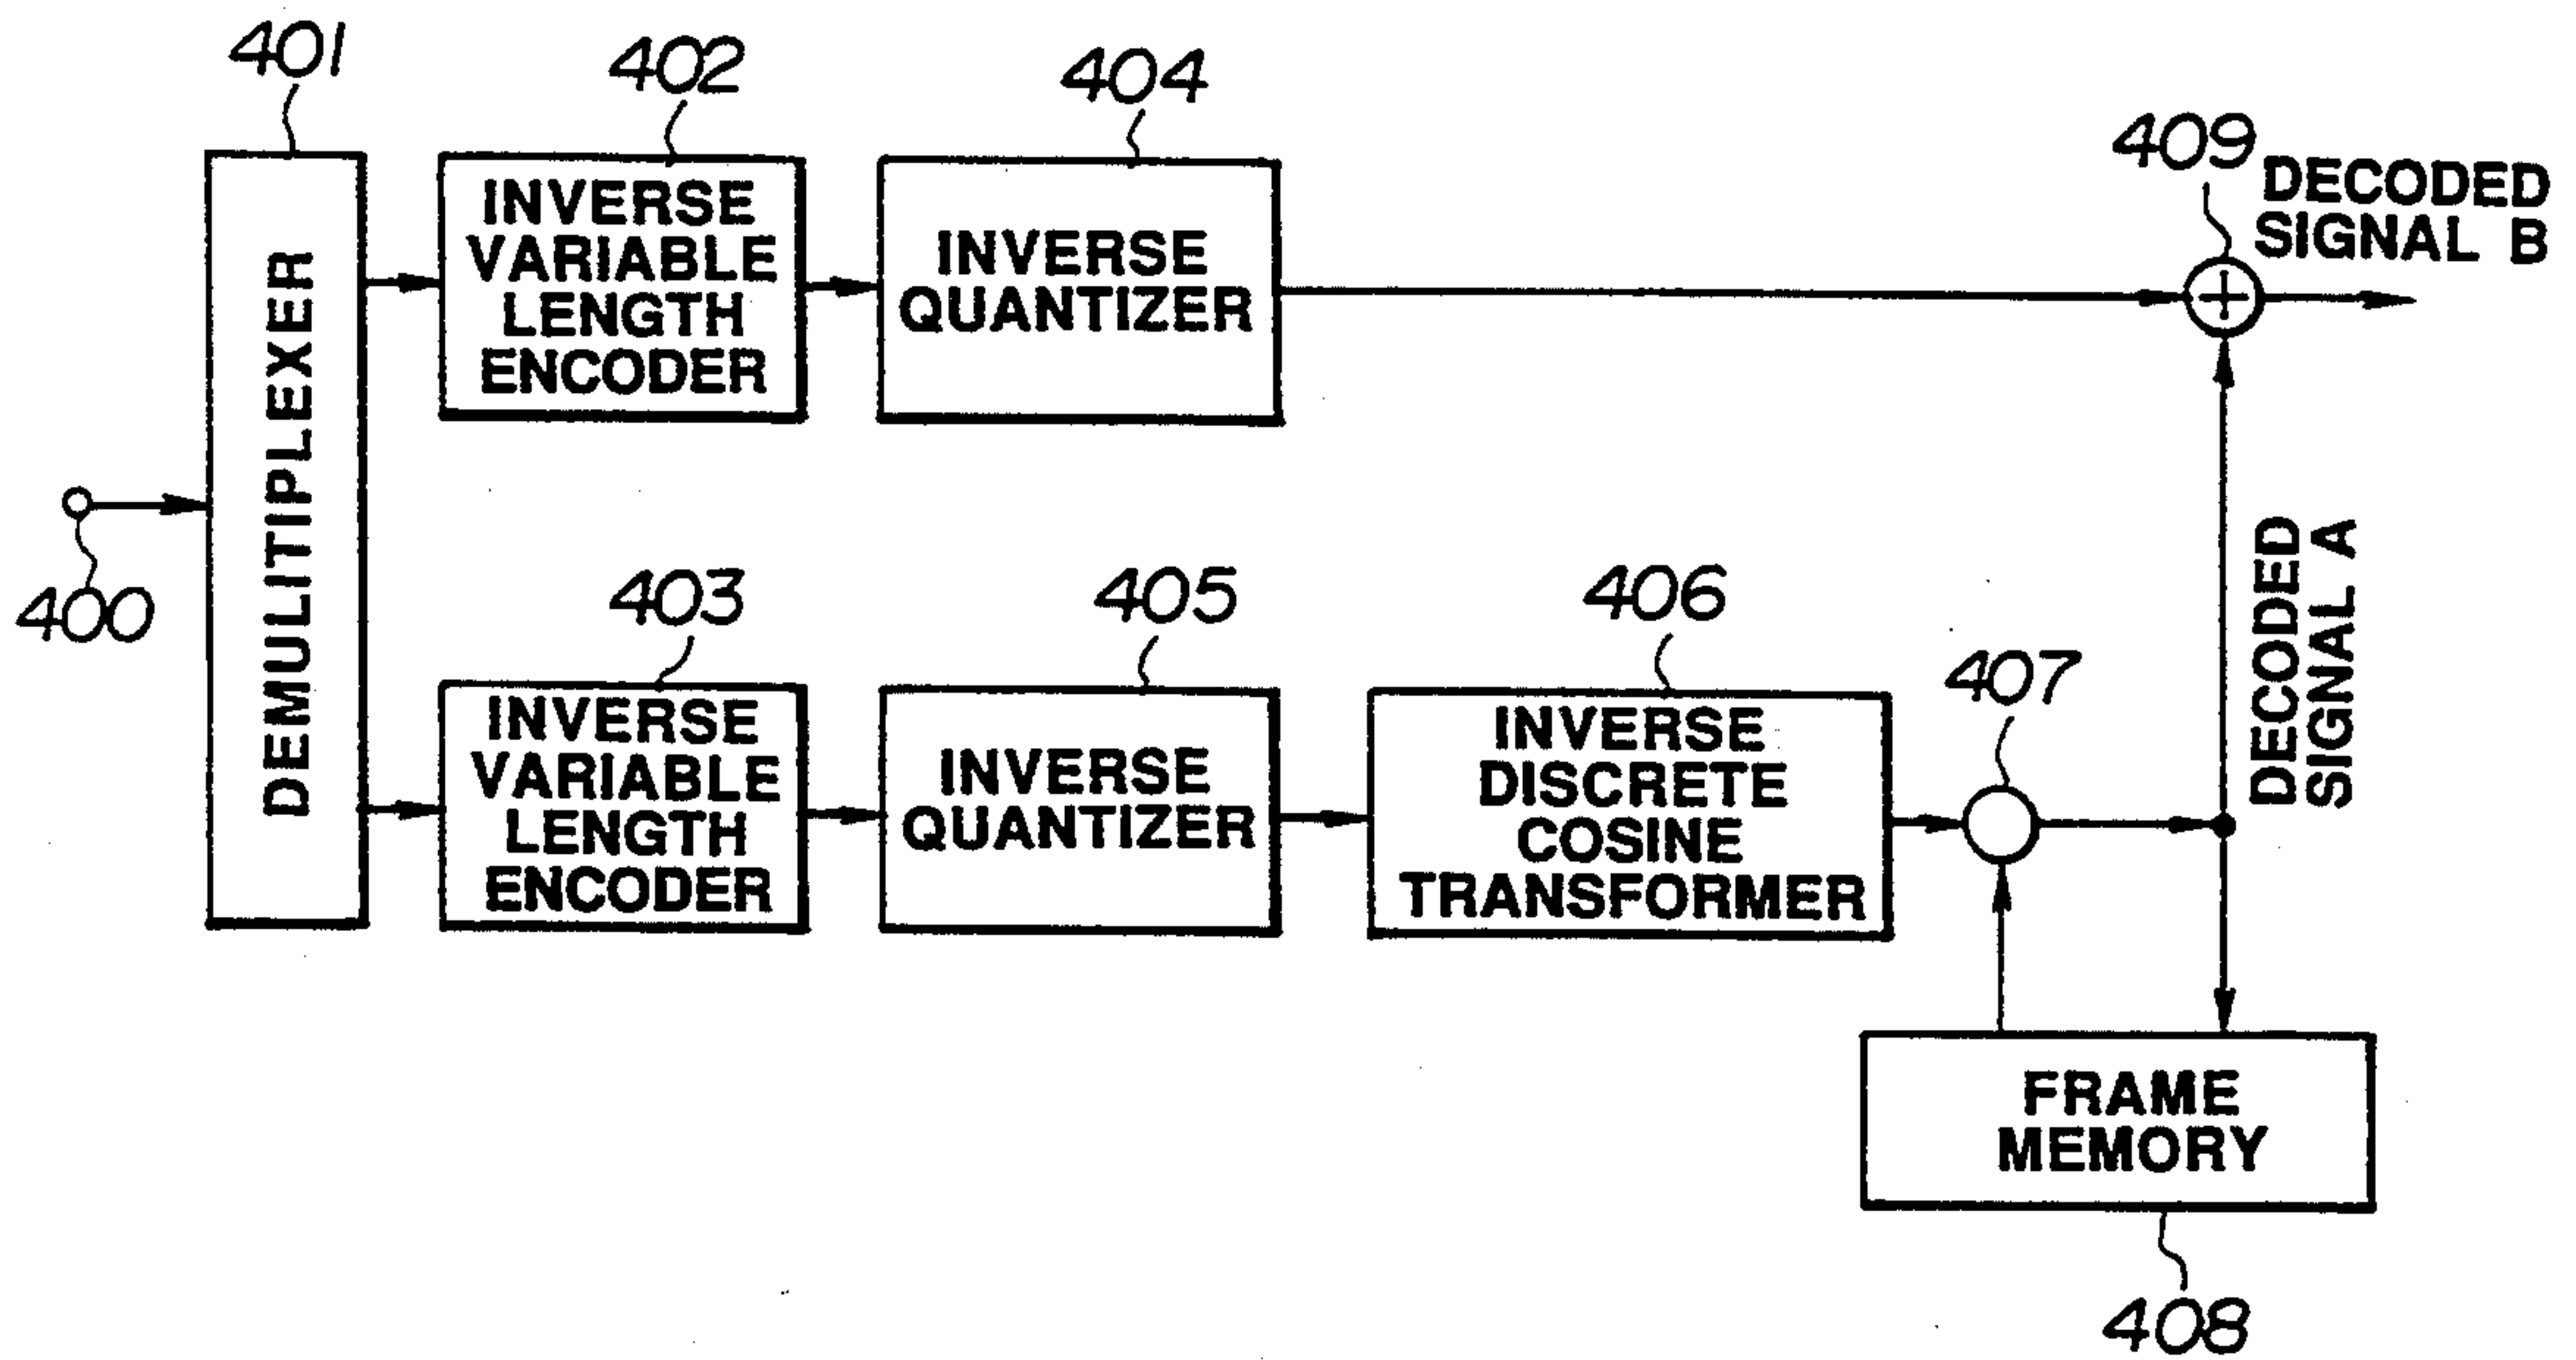 401
402
404
409
DECODED
SIGNAL B
INVERSE
VARIABLE
LENGTH
ENCODER
INVERSE
QUANTIZER
DEMULITIPLEXER
400
403
405
406
407
DECODED
SIGNAL A
INVERSE
VARIABLE
LENGTH
ENCODER
INVERSE
QUANTIZER
INVERSE
DISCRETE
COSINE
TRANSFORMER
FRAME
MEMORY
408